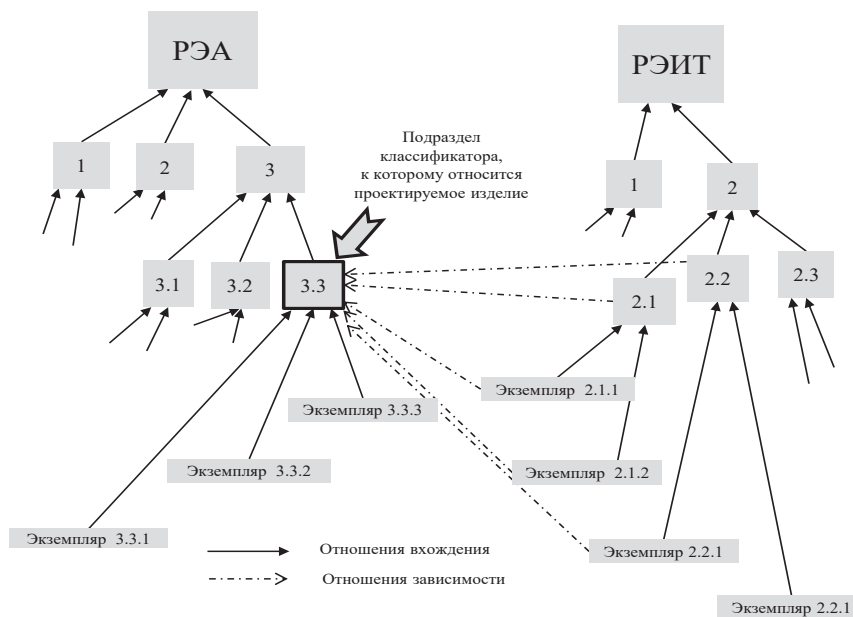 РЭА
РЭИТ
Подраздел
классификатора,
к которому относится
проектируемое изделие
1
2
3
1
2
3.1
3.2
3.3
2.1
2.2
2.3
Экземпляр 2.1.1
Экземпляр 3.3.3
Экземпляр 3.3.2
Экземпляр 2.1.2
Экземпляр 3.3.1
Отношения вхождения
Экземпляр 2.2.1
Отношения зависимости
Экземпляр 2.2.1